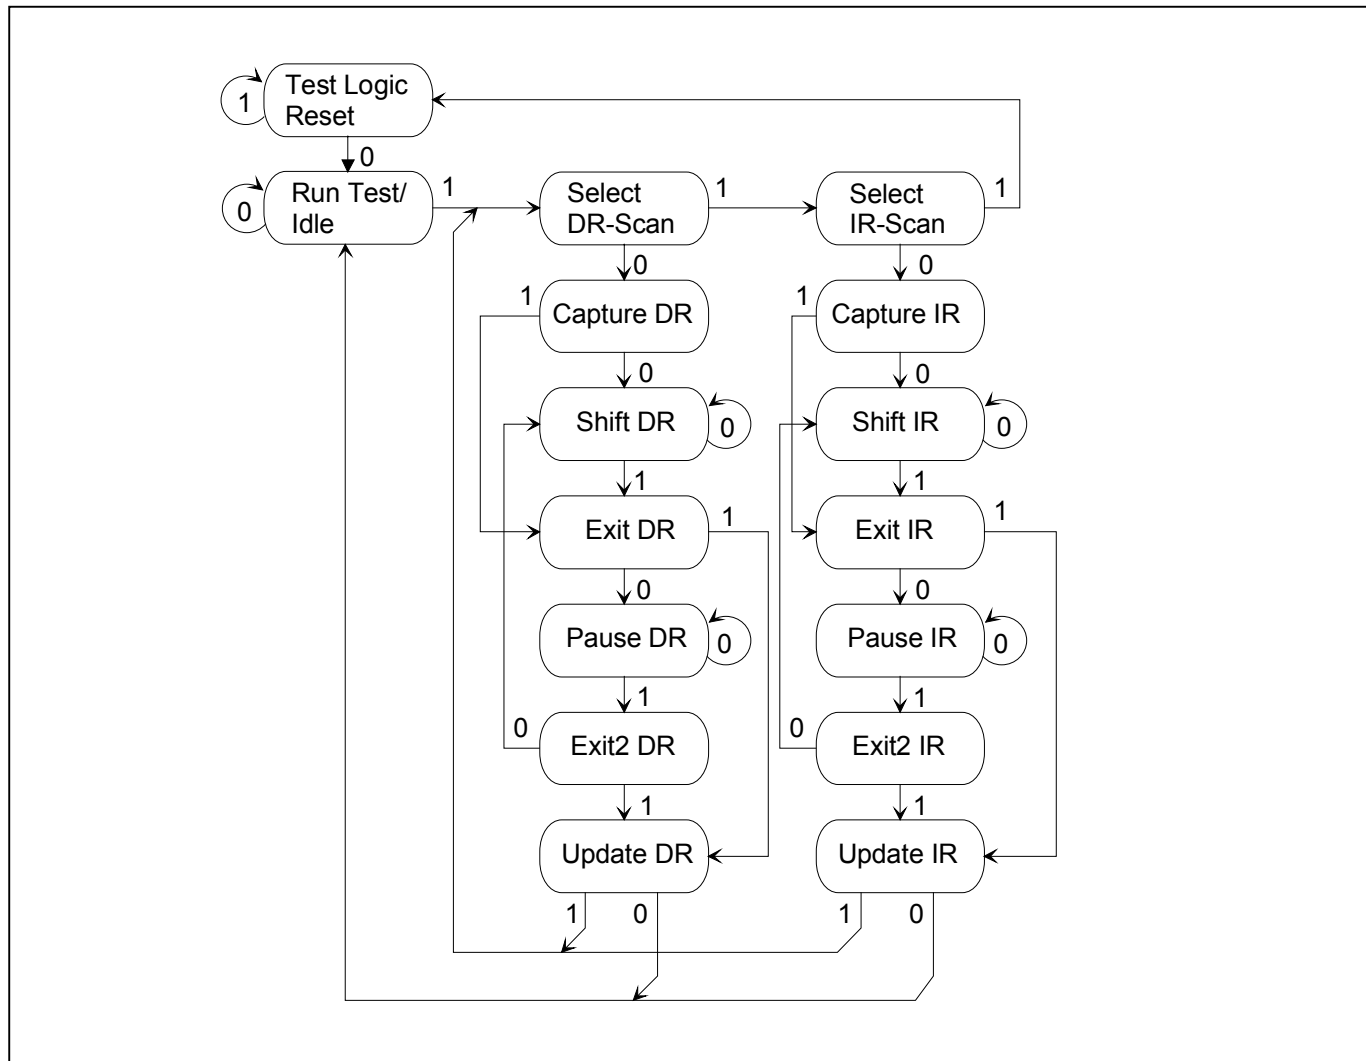 Test Logic
Reset
1
0
Run Test/
Idle
0
1
Select
DR-Scan
1
Select
IR-Scan
1
0
0
1
Capture DR
1
Capture IR
0
0
Shift DR
0
Shift IR
0
1
1
Exit DR
1
Exit IR
1
0
0
Pause DR
0
Pause IR
0
1
1
0
Exit2 DR
0
Exit2 IR
1
1
Update DR
Update IR
1
0
1
0